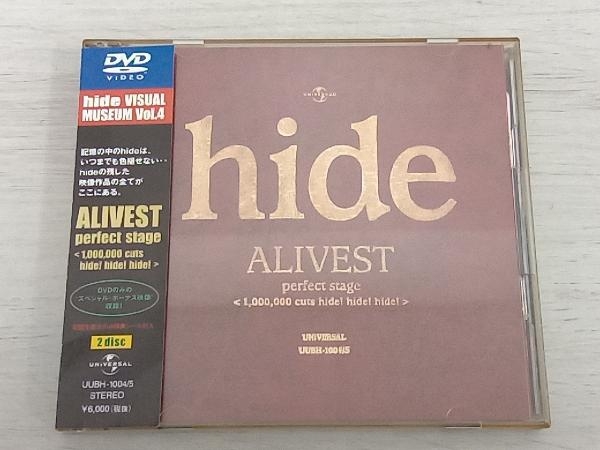 DVD
VIDEO
hide VISUAL
MUSEUM Vol.4
記憶の中のhideは、
いつまでも色褪せない‥
hideの残した
映像作品の全てが
ここにある。
ALIVEST
perfect stage
<1,000,000 cuts
hide! hide! hide!>
DVDのみの
スペシャル・ボーナス映像
収録!
2 disc
UNIVERSAL
UUBH-1004/5
STEREO
¥6,000(税抜)
UNIVERSAL
hide
ALIVEST
perfect stage
<1,000,000 cuts hide! hide! hide!>
UNIVERSAL
UUBH-1004/5